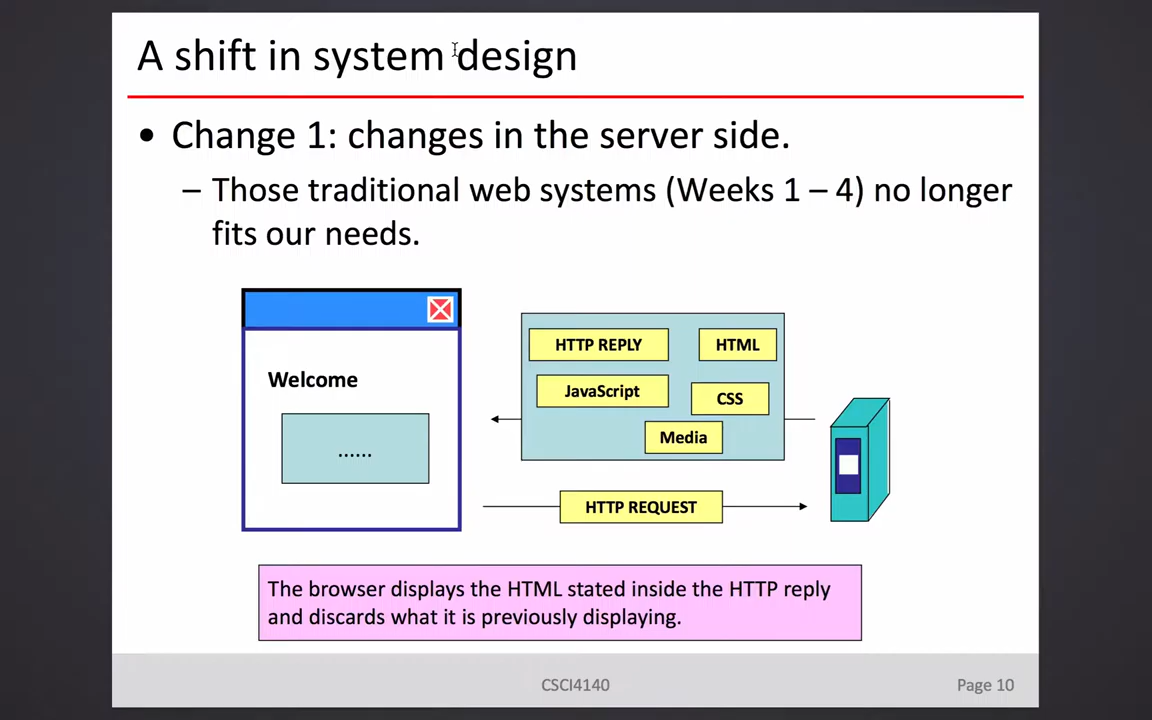 A shift in system design
• Change 1: changes in the server side.
– Those traditional web systems (Weeks 1 – 4) no longer
fits our needs.
Welcome
......
HTTP REPLY
HTML
JavaScript
CSS
Media
HTTP REQUEST
The browser displays the HTML stated inside the HTTP reply
and discards what it is previously displaying.
CSCI4140
Page 10